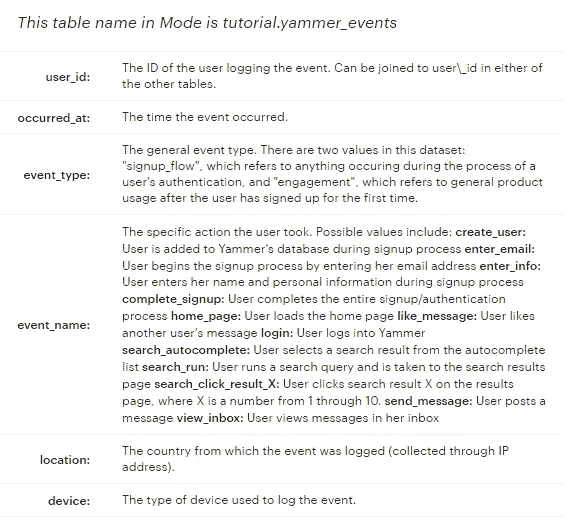 This table name in Mode is tutorial.yammer_events
user_id:
The ID of the user logging the event. Can be joined to user\_id in either of
the other tables.
occurred_at:
The time the event occurred.
event_type:
The general event type. There are two values in this dataset:
"signup_flow", which refers to anything occuring during the process of a
user's authentication, and "engagement", which refers to general product
usage after the user has signed up for the first time.
event_name:
The specific action the user took. Possible values include: create_user:
User is added to Yammer's database during signup process enter_email:
User begins the signup process by entering her email address enter_info:
User enters her name and personal information during signup process
complete_signup: User completes the entire signup/authentication
process home_page: User loads the home page like_message: User likes
another user's message login: User logs into Yammer
search_autocomplete: User selects a search result from the autocomplete
list search_run: User runs a search query and is taken to the search results
page search_click_result_X: User clicks search result X on the results
page, where X is a number from 1 through 10. send_message: User posts a
message view_inbox: User views messages in her inbox
location:
The country from which the event was logged (collected through IP
address).
device:
The type of device used to log the event.